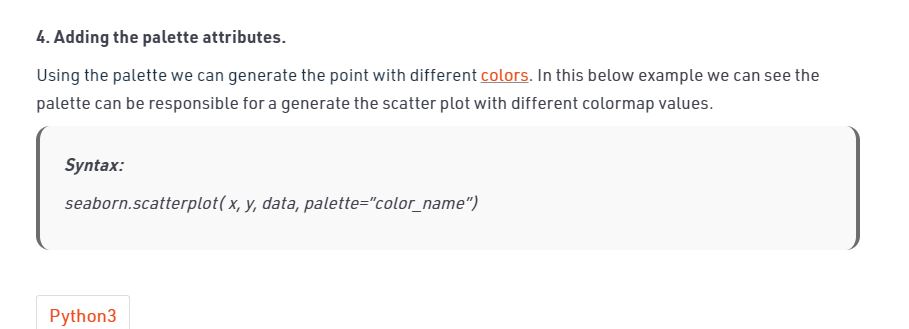 4. Adding the palette attributes.
Using the palette we can generate the point with different colors. In this below example we can see the
palette can be responsible for a generate the scatter plot with different colormap values.
Syntax:
seaborn.scatterplot( x, y, data, palette=”color_name”)
Python3